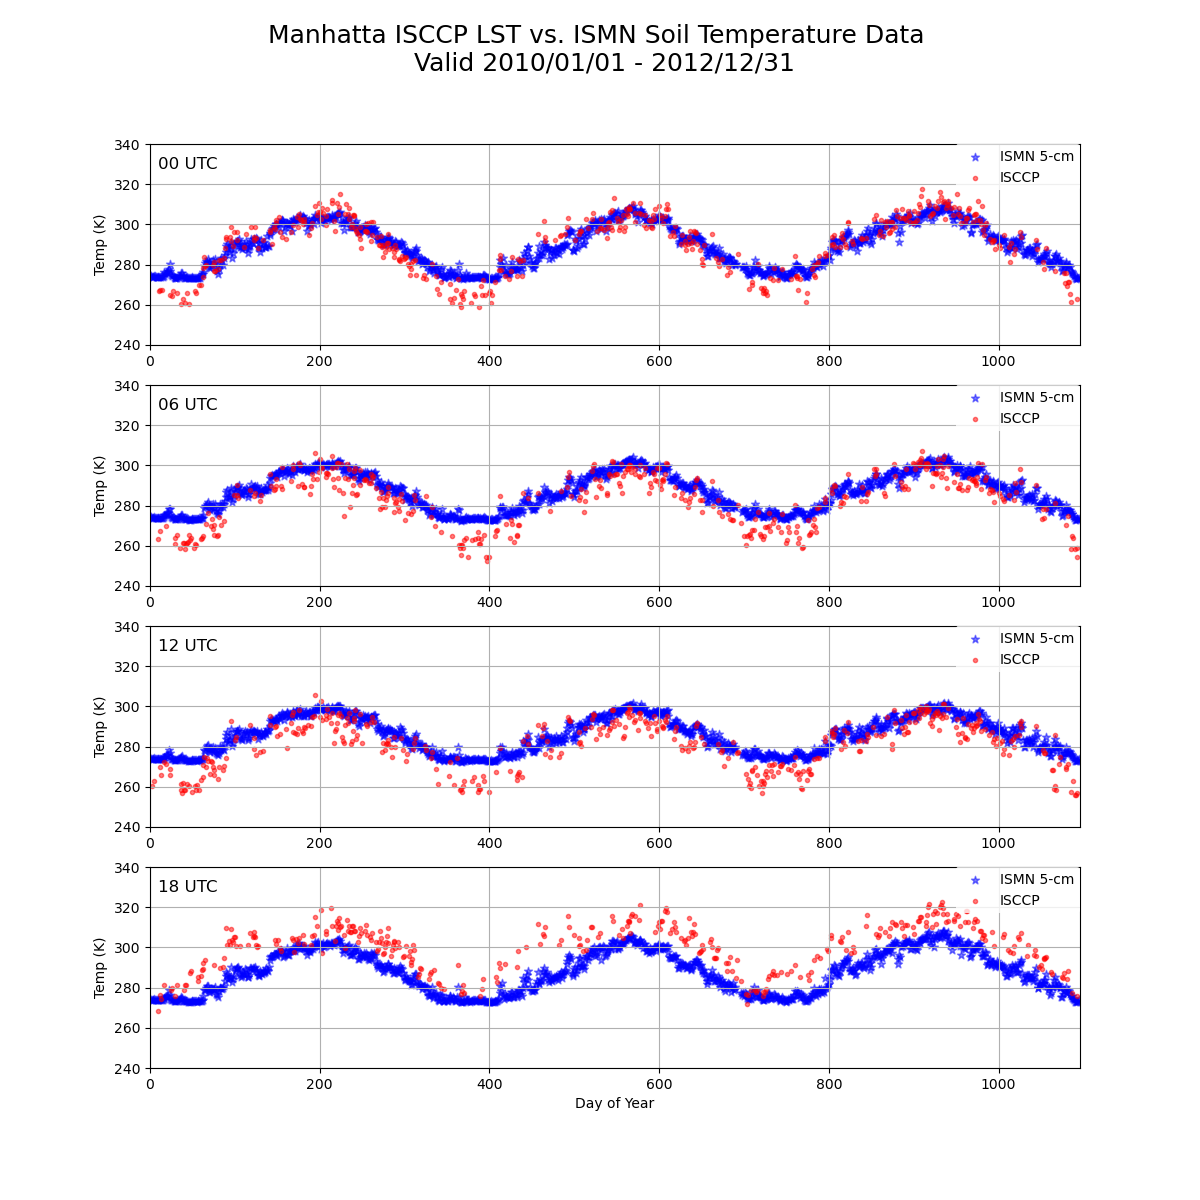 Manhatta ISCCP LST vs. ISMN Soil Temperature Data
Valid 2010/01/01 - 2012/12/31
340
320
300
280
260
240
Temp (K)
00 UTC
ISMN 5-cm
ISCCP
0
200
400
600
800
1000
340
320
300
280
260
240
Temp (K)
06 UTC
ISMN 5-cm
ISCCP
0
200
400
600
800
1000
340
320
300
280
260
240
Temp (K)
12 UTC
ISMN 5-cm
ISCCP
0
200
400
600
800
1000
340
320
300
280
260
240
Temp (K)
18 UTC
ISMN 5-cm
ISCCP
0
200
400
600
800
1000
Day of Year